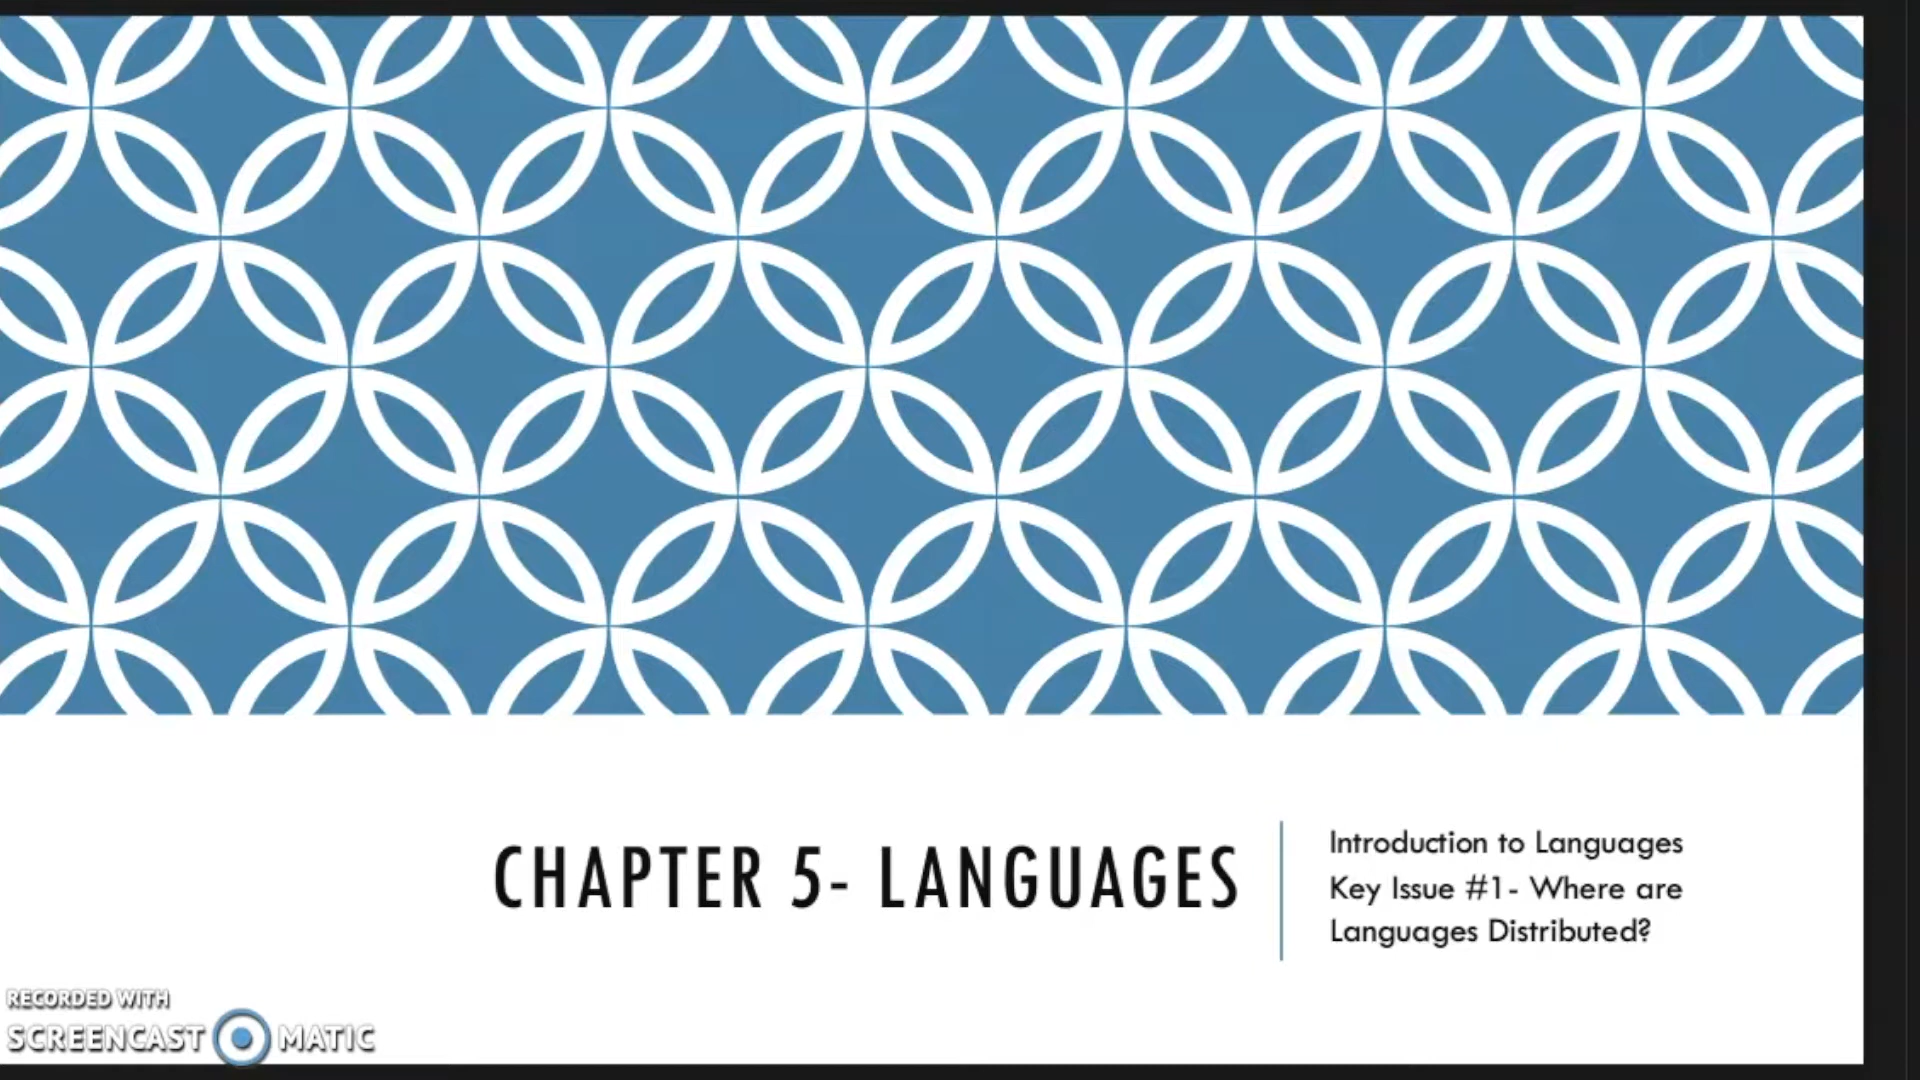 CHAPTER 5- LANGUAGES
Introduction to Languages
Key Issue #1- Where are
Languages Distributed?
RECORDED WITH
SCREENCAST MATIC